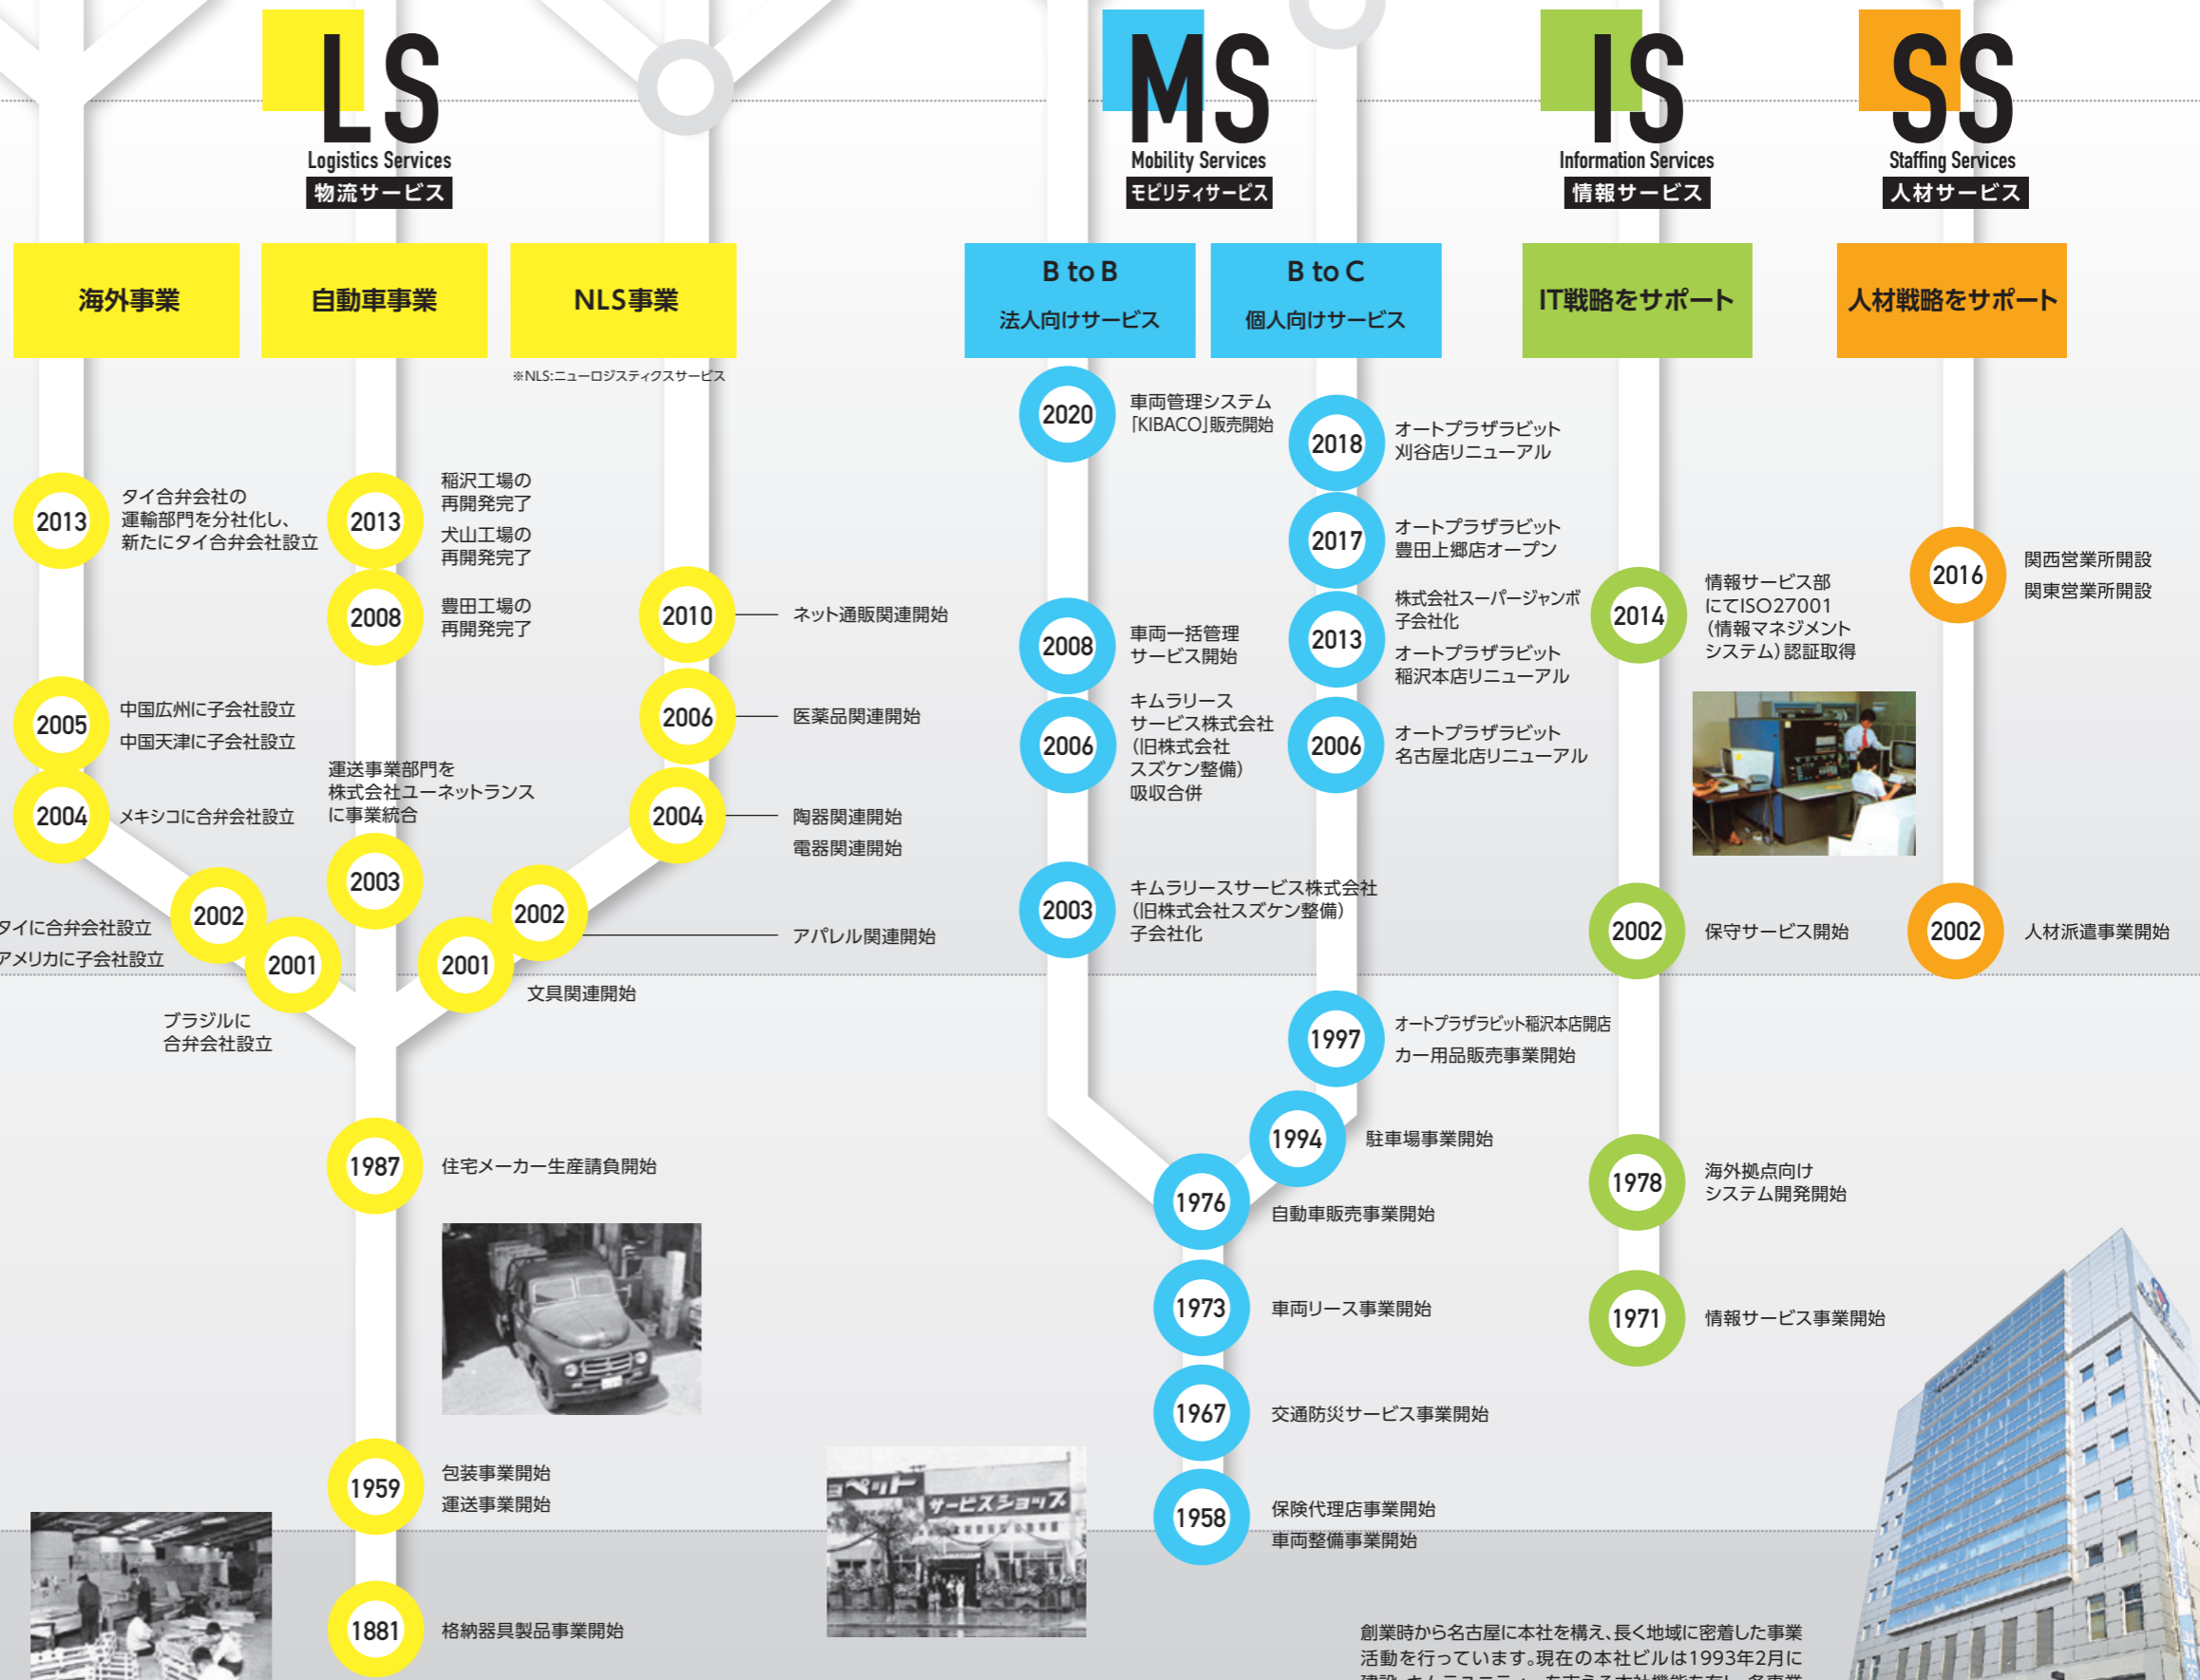 LS
Logistics Services
物流サービス
海外事業
自動車事業
NLS事業
※NLS:ニューロジスティクスサービス
2013
タイ合弁会社の
運輸部門を分社化し、
新たにタイ合弁会社設立
2005
中国広州に子会社設立
中国天津に子会社設立
2004
メキシコに合弁会社設立
2002
タイに合弁会社設立
アメリカに子会社設立
2001
ブラジルに
合弁会社設立
2013
稲沢工場の
再開発完了
犬山工場の
再開発完了
2008
豊田工場の
再開発完了
運送事業部門を
株式会社ユーネットランス
に事業統合
2003
2010
ネット通販関連開始
2006
医薬品関連開始
2004
陶器関連開始
電器関連開始
2002
アパレル関連開始
2001
文具関連開始
1987
住宅メーカー生産請負開始
1959
包装事業開始
運送事業開始
1881
格納器具製品事業開始
MS
Mobility Services
モビリティサービス
B to B
法人向けサービス
B to C
個人向けサービス
2020
車両管理システム
「KIBACO」販売開始
2008
車両一括管理
サービス開始
2006
キムラリース
サービス株式会社
(旧株式会社
スズケン整備)
吸収合併
2003
キムラリースサービス株式会社
(旧株式会社スズケン整備)
子会社化
2018
オートプラザラビット
刈谷店リニューアル
2017
オートプラザラビット
豊田上郷店オープン
2013
株式会社スーパージャンボ
子会社化
オートプラザラビット
稲沢本店リニューアル
2006
オートプラザラビット
名古屋北店リニューアル
1997
オートプラザラビット稲沢本店開店
カー用品販売事業開始
1994
駐車場事業開始
1976
自動車販売事業開始
1973
車両リース事業開始
1967
交通防災サービス事業開始
1958
保険代理店事業開始
車両整備事業開始
ペット
サービスショップ
IS
Information Services
情報サービス
IT戦略をサポート
2014
情報サービス部
にてISO27001
(情報マネジメント
システム)認証取得
2002
保守サービス開始
1978
海外拠点向け
システム開発開始
1971
情報サービス事業開始
SS
Staffing Services
人材サービス
人材戦略をサポート
2016
関西営業所開設
関東営業所開設
2002
人材派遣事業開始
創業時から名古屋に本社を構え、長く地域に密着した事業
活動を行っています。現在の本社ビルは1993年2月に